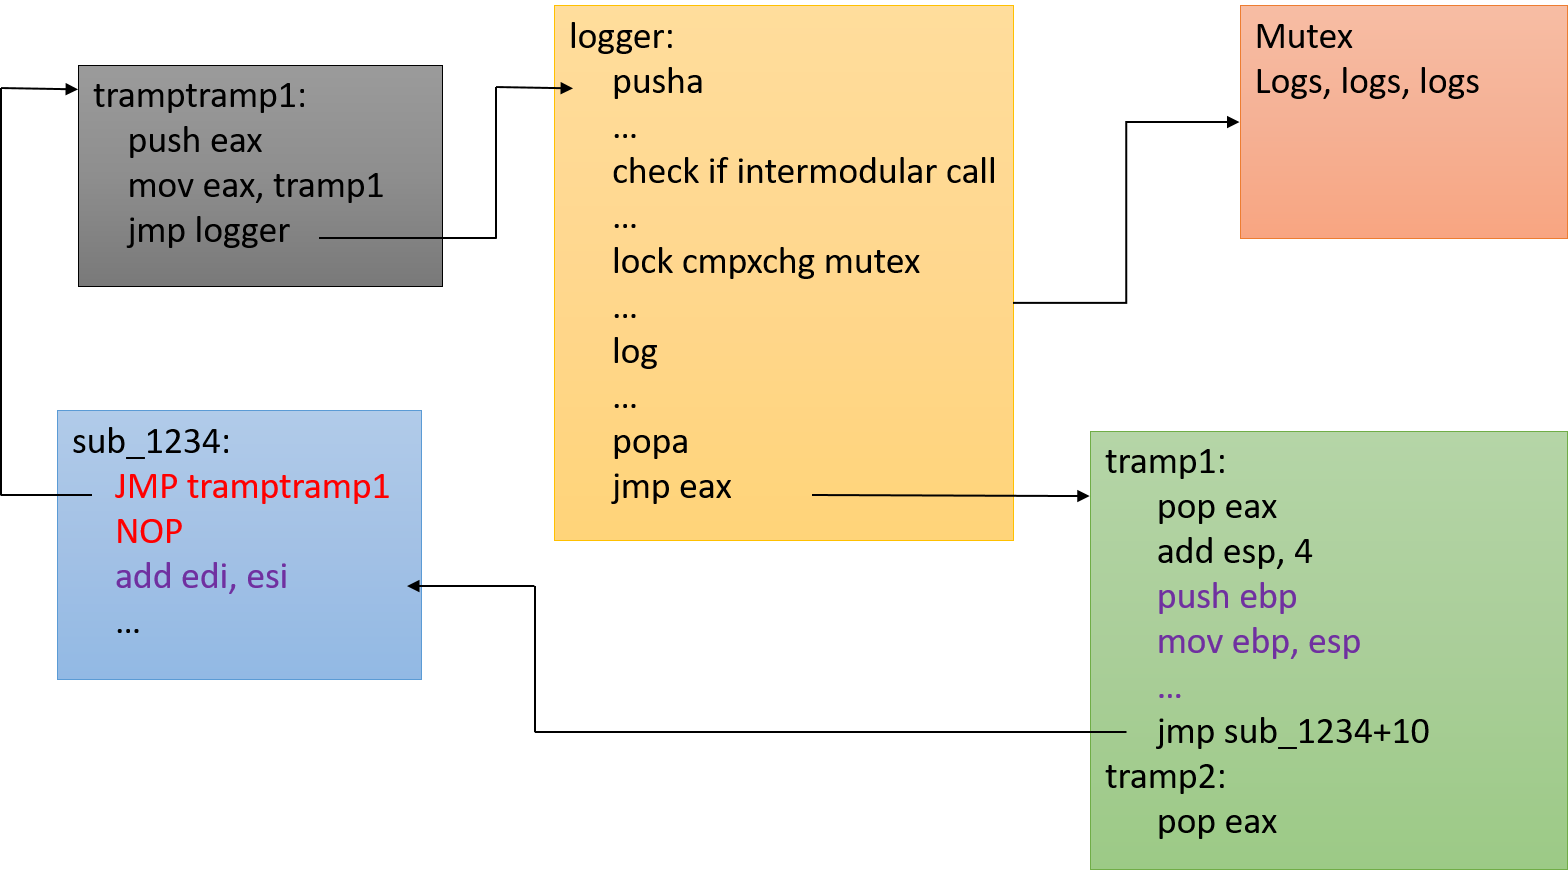 tramptramp1:
push eax
mov eax, tramp1
jmp logger
logger:
pusha
...
check if intermodular call
...
lock cmpxchg mutex
...
log
...
popa
jmp eax
Mutex
Logs, logs, logs
sub_1234:
JMP tramptramp1
NOP
add edi, esi
...
tramp1:
pop eax
add esp, 4
push ebp
mov ebp, esp
...
jmp sub_1234+10
tramp2:
pop eax